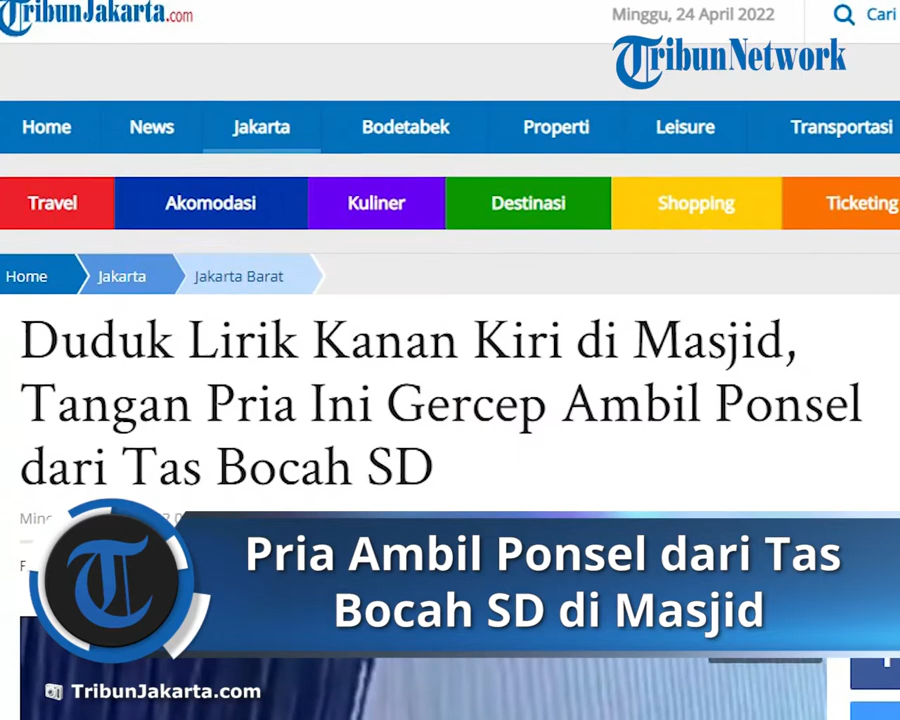 TribunJakarta.com
Minggu, 24 April 2022
Cari
TribunNetwork
Home News Jakarta Bodetabek Properti Leisure Transportasi
Travel Akomodasi Kuliner Destinasi Shopping Ticketing
Home Jakarta Jakarta Barat
Duduk Lirik Kanan Kiri di Masjid,
Tangan Pria Ini Gercep Ambil Ponsel
dari Tas Bocah SD
Pria Ambil Ponsel dari Tas
Bocah SD di Masjid
TribunJakarta.com